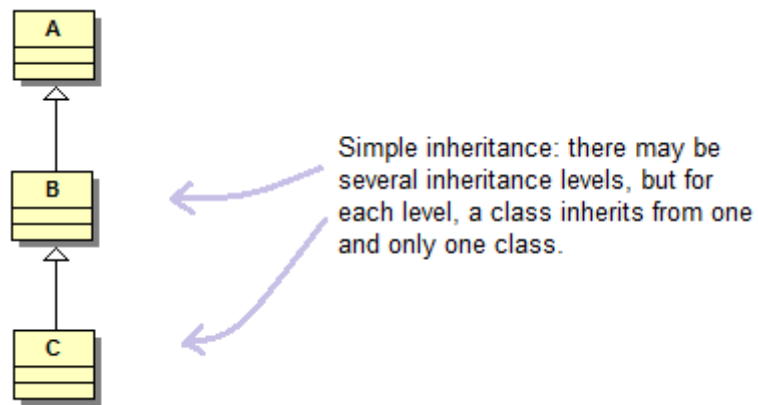 A
B
Simple inheritance: there may be
several inheritance levels, but for
each level, a class inherits from one
and only one class.
C